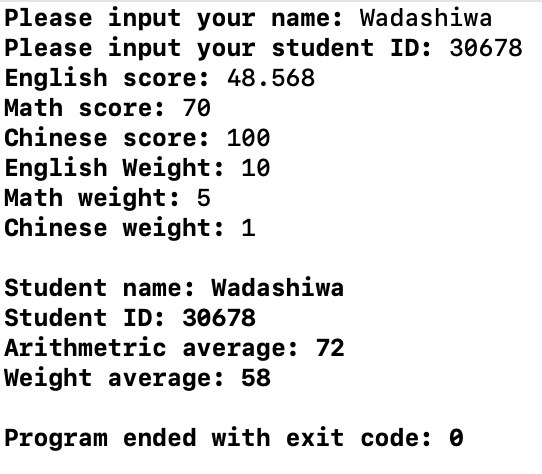 Please input your name: Wadashiwa
Please input your student ID: 30678
English score: 48.568
Math score: 70
Chinese score: 100
English Weight: 10
Math weight: 5
Chinese weight: 1
Student name: Wadashiwa
Student ID: 30678
Arithmetric average: 72
Weight average: 58
Program ended with exit code: 0